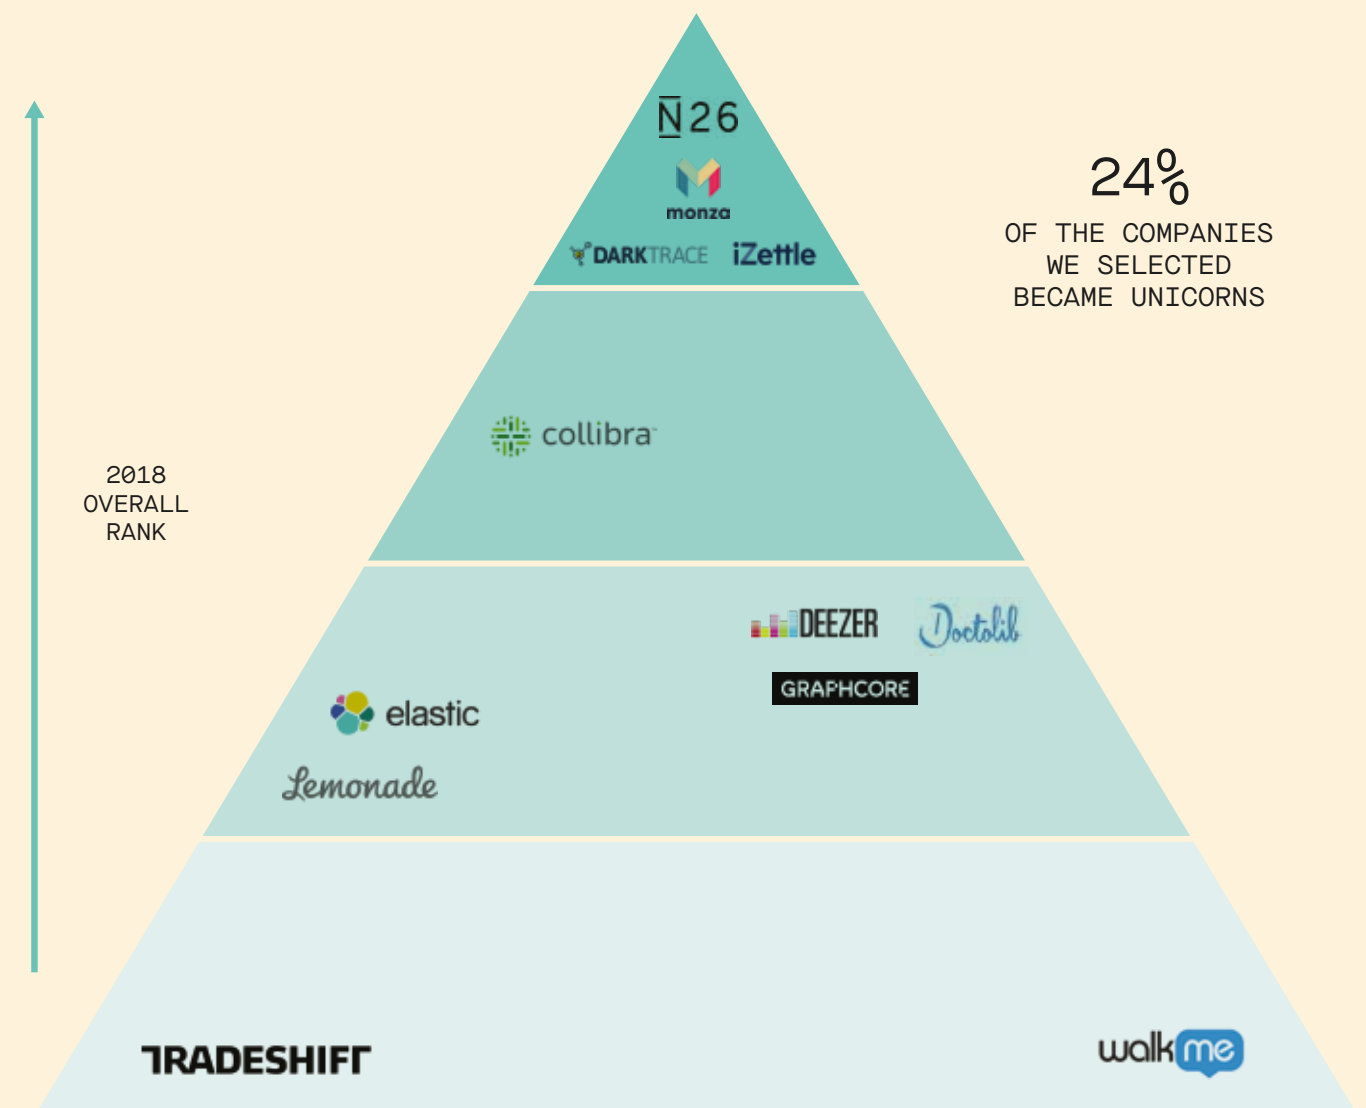 N26
monza
DARKTRACE iZettle
24%
OF THE COMPANIES
WE SELECTED
BECAME UNICORNS
collibra
2018
OVERALL
RANK
DEEZER Doctolib
GRAPHCORE
elastic
Lemonade
TRADESHIFT walkme